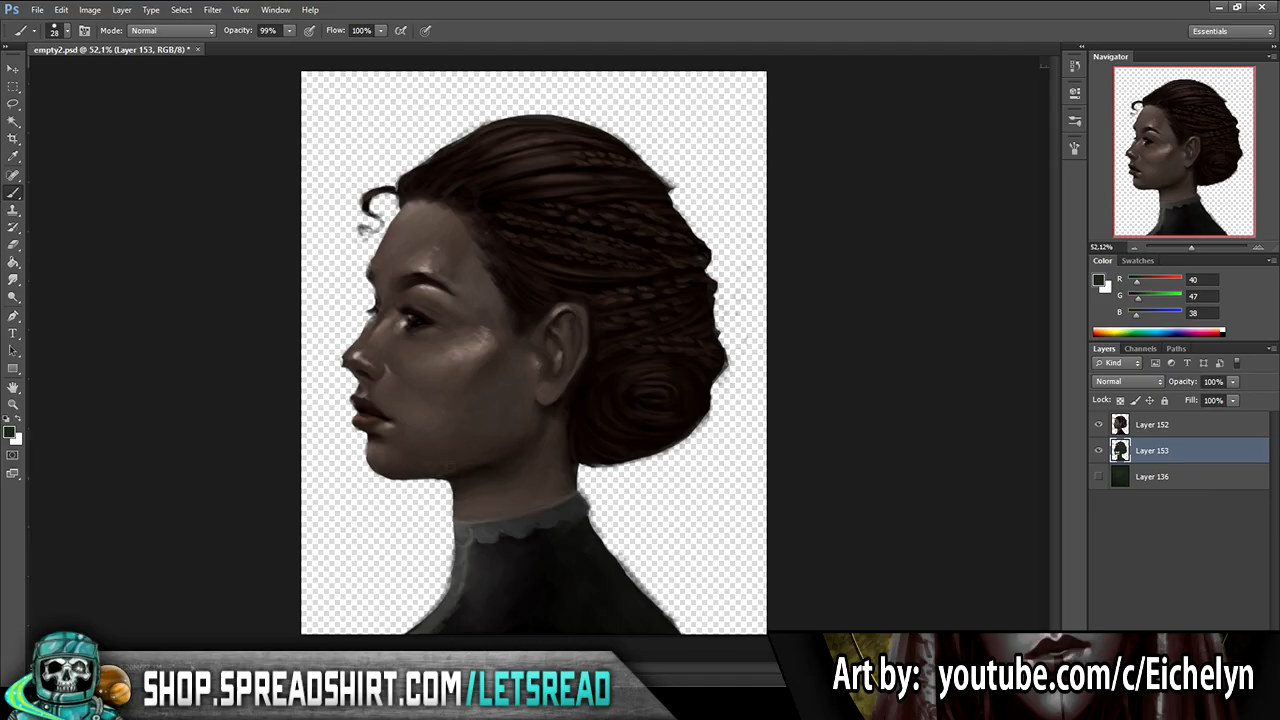 Ps File Edit Image Layer Type Select Filter View Window Help
28 Mode: Normal Opacity: 99% Flow: 100% Essentials
empty2.psd @ 52,1% (Layer 153, RGB/8) * ×
Navigator
52,12%
Color Swatches
R 40
G 47
B 38
Layers Channels Paths
Kind
Normal Opacity: 100%
Lock: Fill: 100%
Layer 152
Layer 153
Layer 136
SHOP.SPREADSHIRT.COM/LETSREAD
Art by: youtube.com/c/Eichelyn